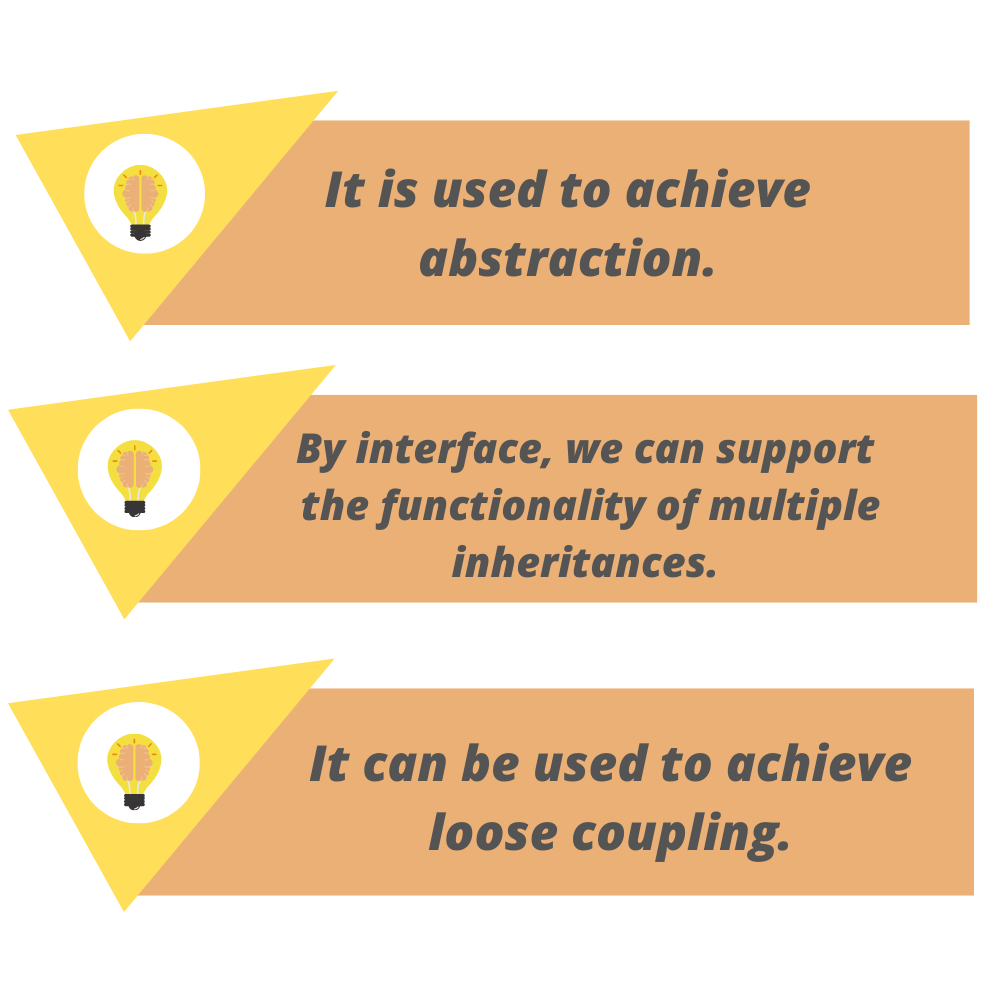 It is used to achieve
abstraction.
By interface, we can support
the functionality of multiple
inheritances.
It can be used to achieve
loose coupling.